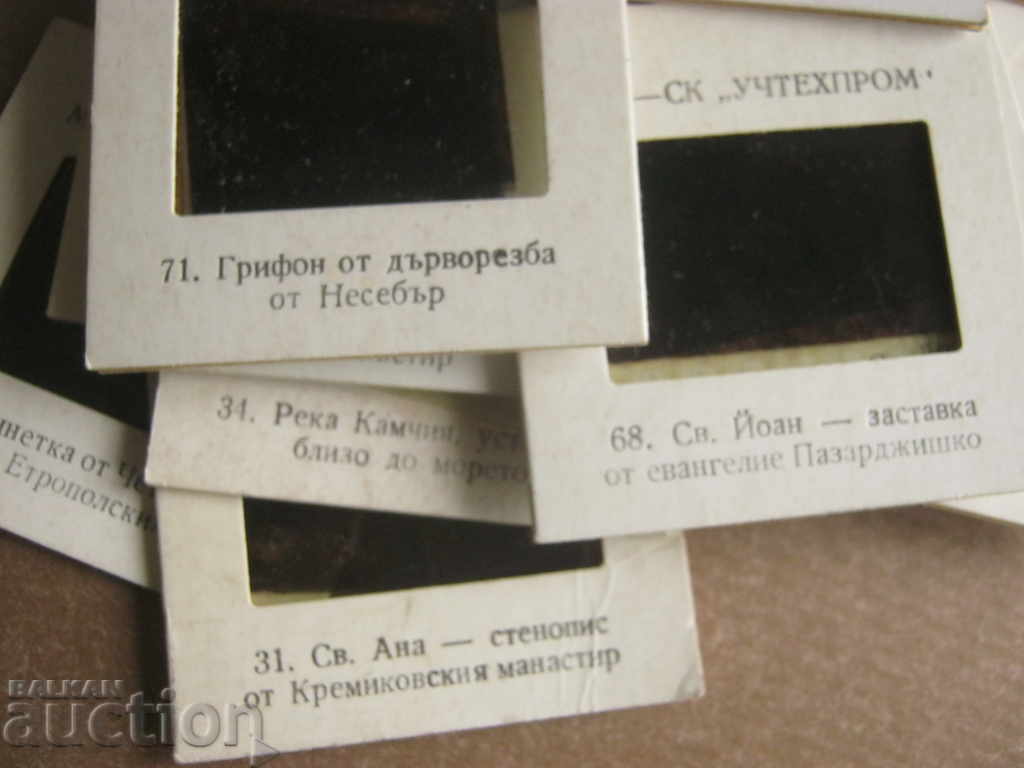 —СК „УЧТЕХПРОМ“
71. Грифон от дърворезба
от Несебър
68. Св. Йоан — заставка
от евангелие Пазарджишко
34. Река Камчия,
близо до морето
31. Св. Ана — стенопис
от Кремиковския манастир
от
Етрополски
BALKAN
auction